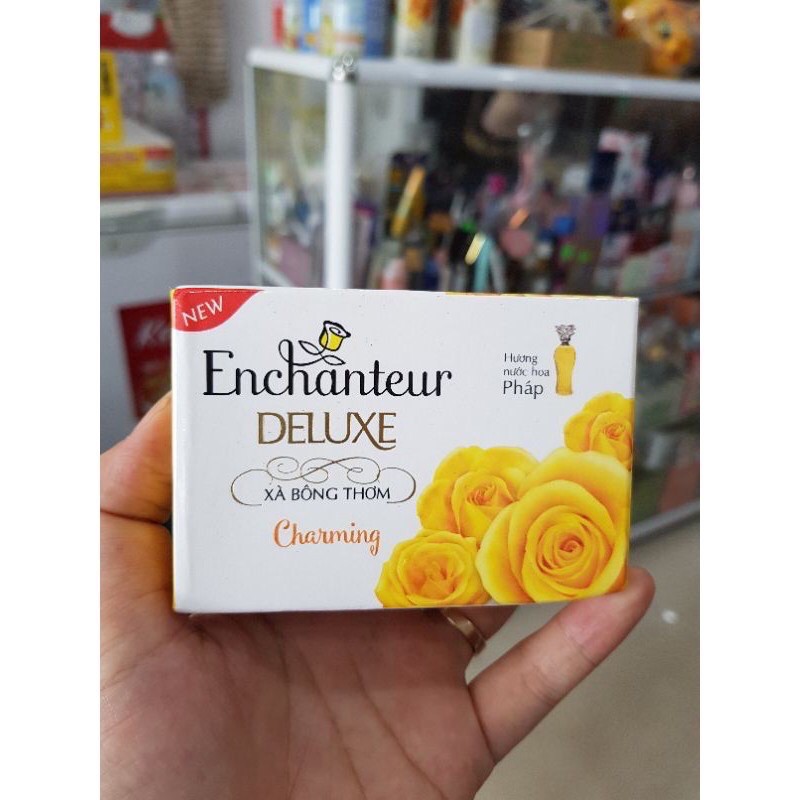 NEW
Enchanteur
DELUXE
XÀ BÔNG THƠM
Charming
Hương
nước hoa
Pháp